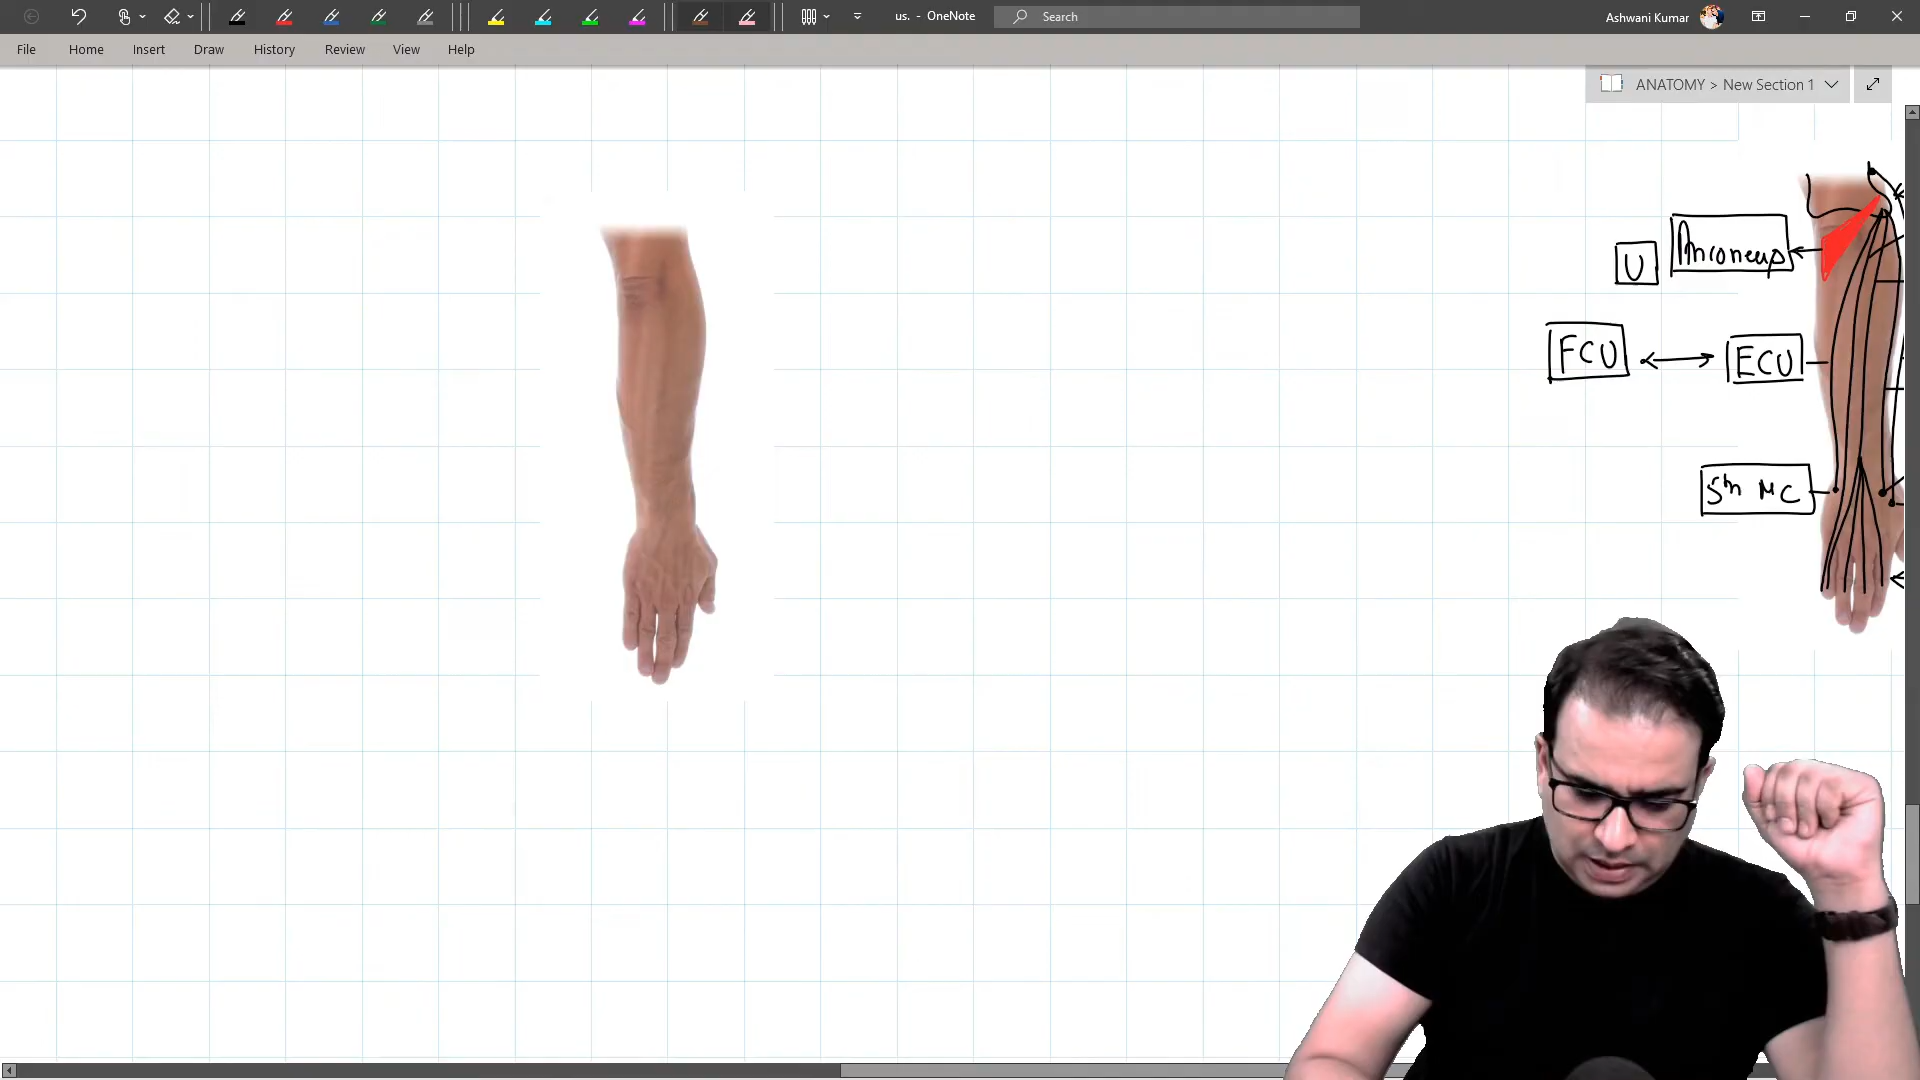 us. - OneNote
Search
Ashwani Kumar
File Home Insert Draw History Review View Help
ANATOMY > New Section 1
U
Anconeus
FCU
ECU
5th MC